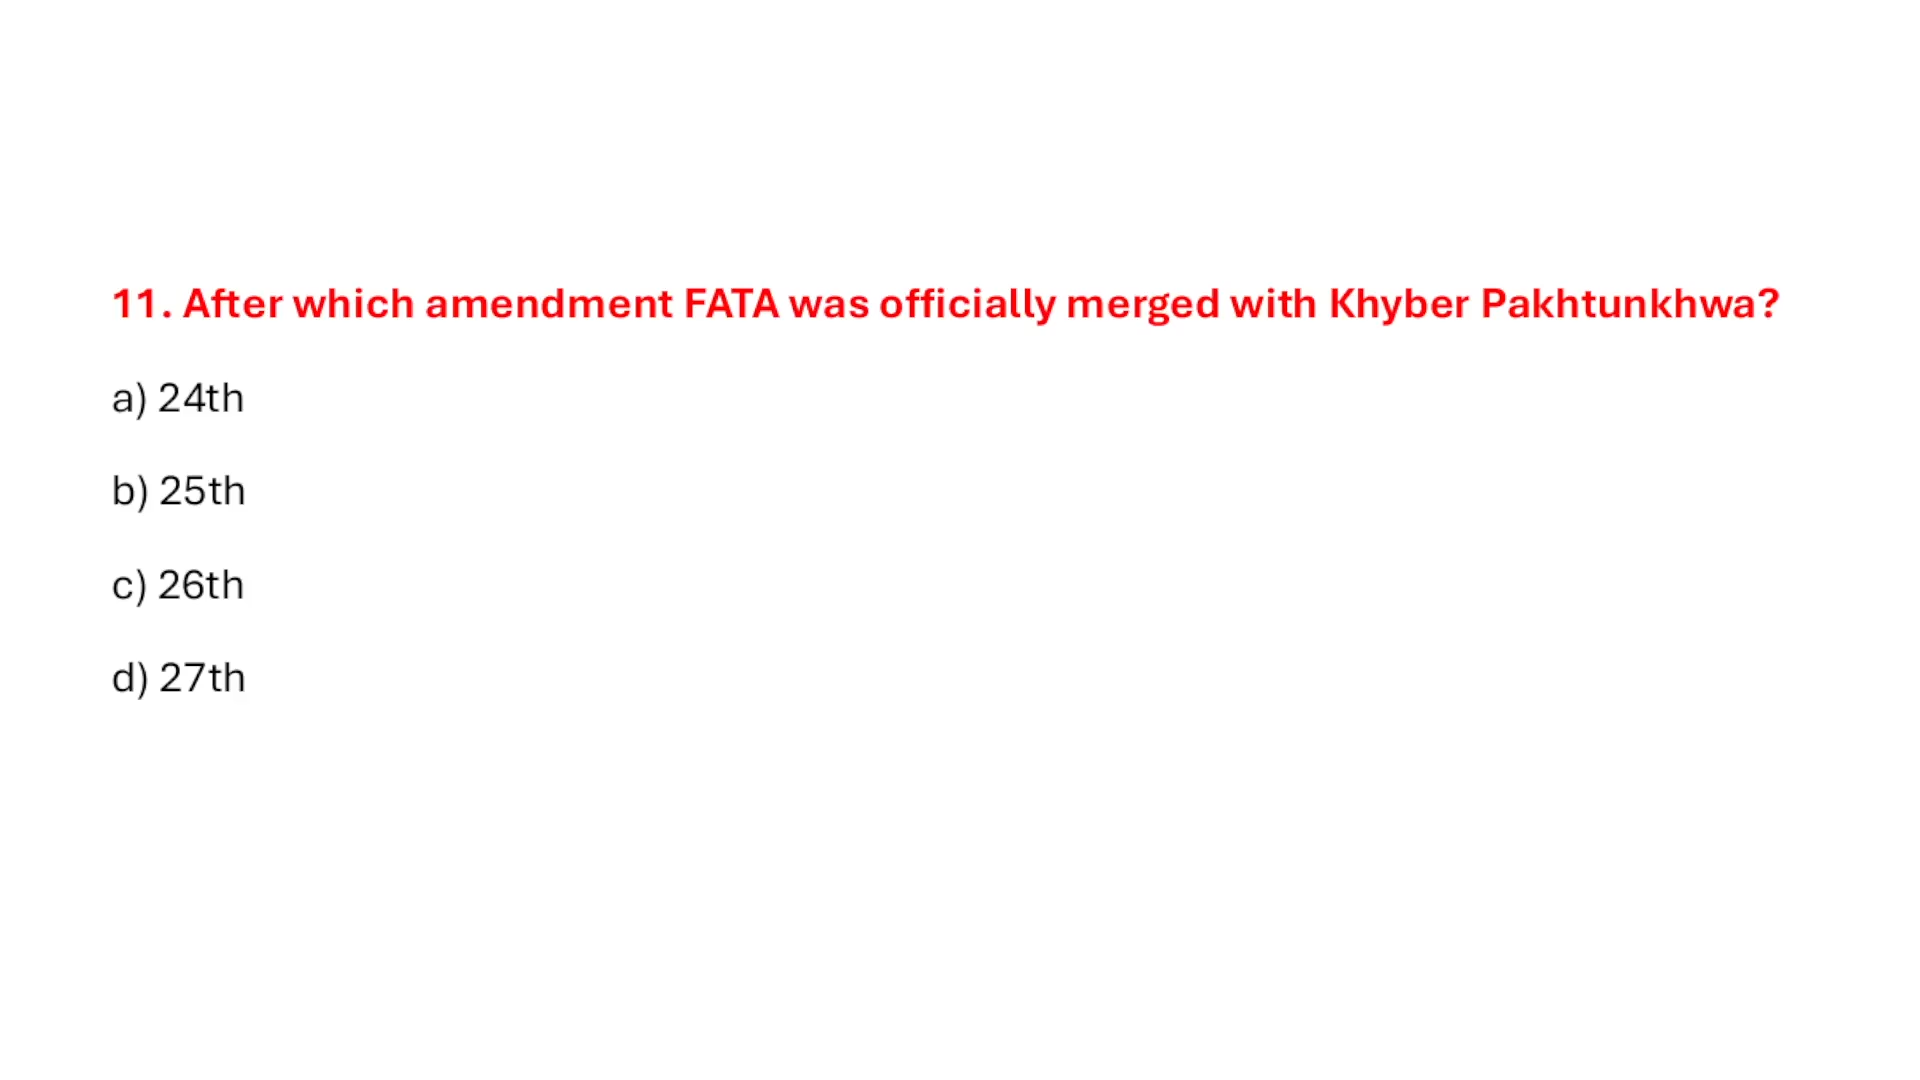 11. After which amendment FATA was officially merged with Khyber Pakhtunkhwa?
a) 24th
b) 25th
c) 26th
d) 27th